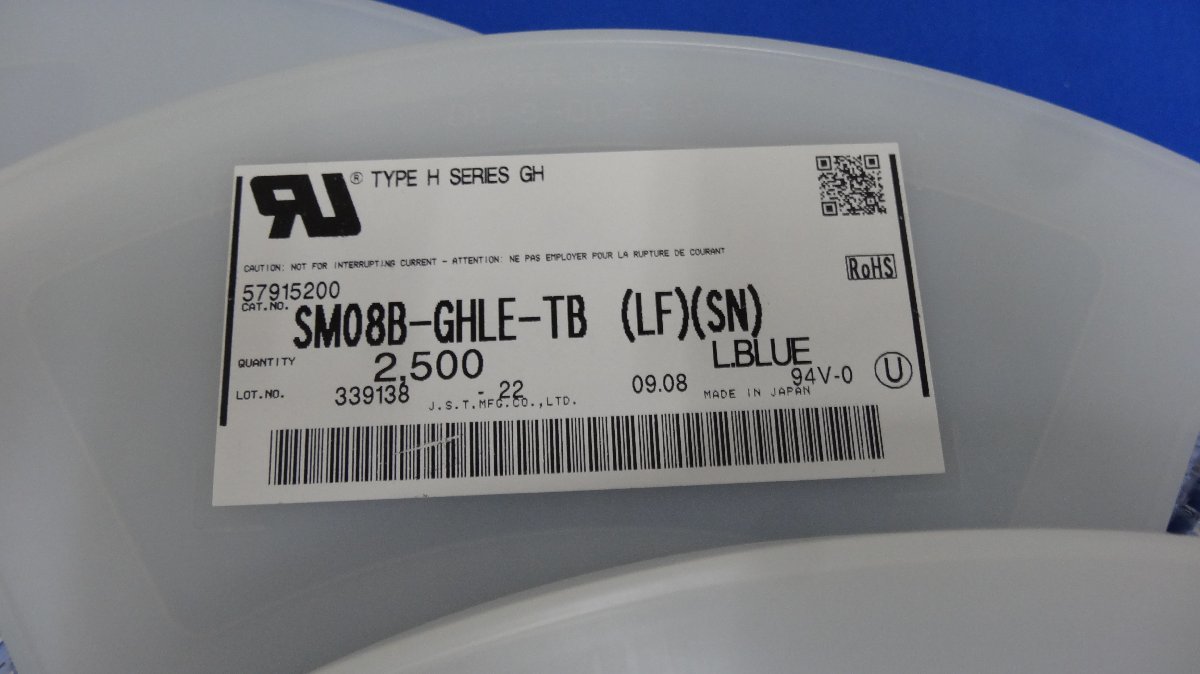 RU ® TYPE H SERIES GH
CAUTION: NOT FOR INTERRUPTING CURRENT - ATTENTION: NE PAS EMPLOYER POUR LA RUPTURE DE COURANT
RoHS
57915200
CAT.NO. SM08B-GHLE-TB (LF)(SN)
QUANTITY 2,500 L.BLUE
LOT.NO. 339138 - 22 09.08 94V-0 U
J.S.T.MFG.CO.,LTD. MADE IN JAPAN